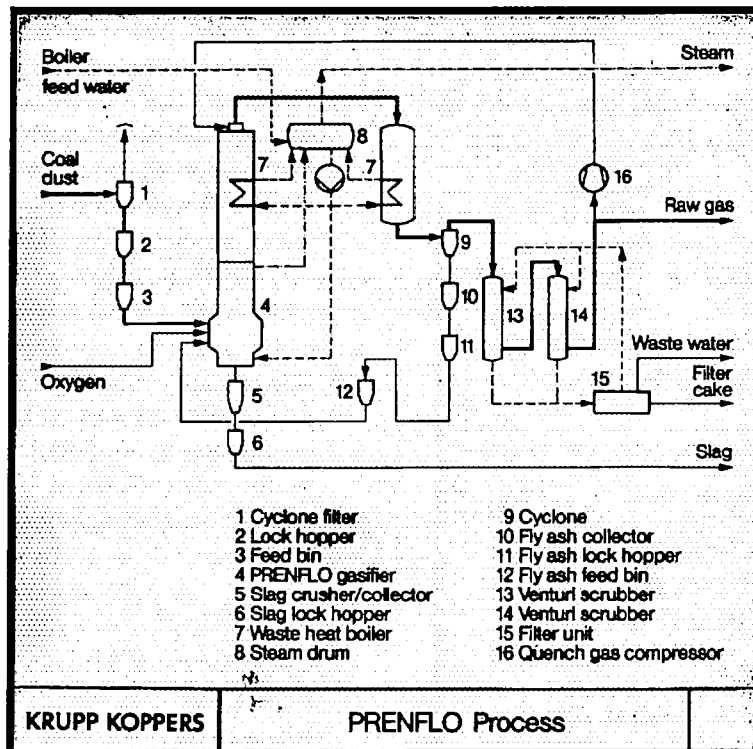 Boiler
feed water
Steam
8
7
7
Coal
dust
1
16
Raw gas
2
9
3
10
4
13
14
11
Waste water
Oxygen
12
15
Filter
cake
5
6
Slag
1 Cyclone filter
2 Lock hopper
3 Feed bin
4 PRENFLO gasifier
5 Slag crusher/collector
6 Slag lock hopper
7 Waste heat boiler
8 Steam drum
9 Cyclone
10 Fly ash collector
11 Fly ash lock hopper
12 Fly ash feed bin
13 Venturi scrubber
14 Venturi scrubber
15 Filter unit
16 Quench gas compressor
KRUPP KOPPERS
PRENFLO Process